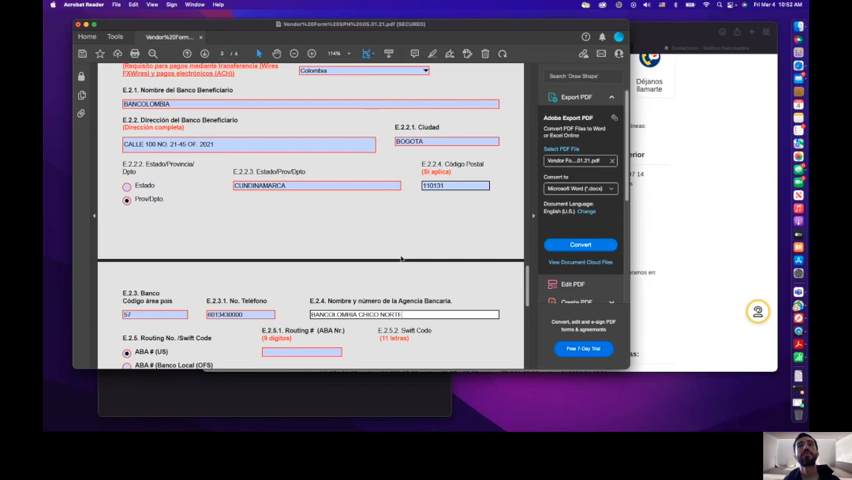 Acrobat Reader File Edit View Sign Window Help
Fri Mar 4 10:52 AM
Vendor%20Form%20SPN%2005.01.21.pdf (SECURED)
Home Tools Vendor%20Form%... ×
3 / 4
114%
(Requisito para pagos mediante transferencia (Wires
FXWires) y pagos electrónicos (ACH))
Colombia
E.2.1. Nombre del Banco Beneficiario
BANCOLOMBIA
E.2.2. Dirección del Banco Beneficiario
(Dirección completa)
E.2.2.1. Ciudad
CALLE 100 NO. 21-45 OF. 2021
BOGOTA
E.2.2.2. Estado/Provincia/
Dpto
E.2.2.3. Estado/Prov/Dpto
E.2.2.4. Código Postal.
(Si aplica)
Estado
CUNDINAMARCA
110131
Prov/Dpto.
E.2.3. Banco
Código área país
E.2.3.1. No. Teléfono
E.2.4. Nombre y número de la Agencia Bancaria.
57
6013430000
BANCOLOMBIA CHICO NORTE
E.2.5. Routing No. /Swift Code
E.2.5.1. Routing # (ABA Nr.)
(9 dígitos)
E.2.5.2. Swift Code
(11 letras)
ABA # (US)
ABA # (Banco Local (OFS)
Search 'Draw Shape'
Export PDF
Adobe Export PDF
Convert PDF Files to Word
or Excel Online
Select PDF File
Vendor Fo....01.21.pdf ×
Convert to
Microsoft Word (*.docx)
Document Language:
English (U.S.) Change
Convert
View Document Cloud Files
Edit PDF
Create PDF
Convert, edit and e-sign PDF
forms & agreements
Free 7-Day Trial
Déjanos
llamarte